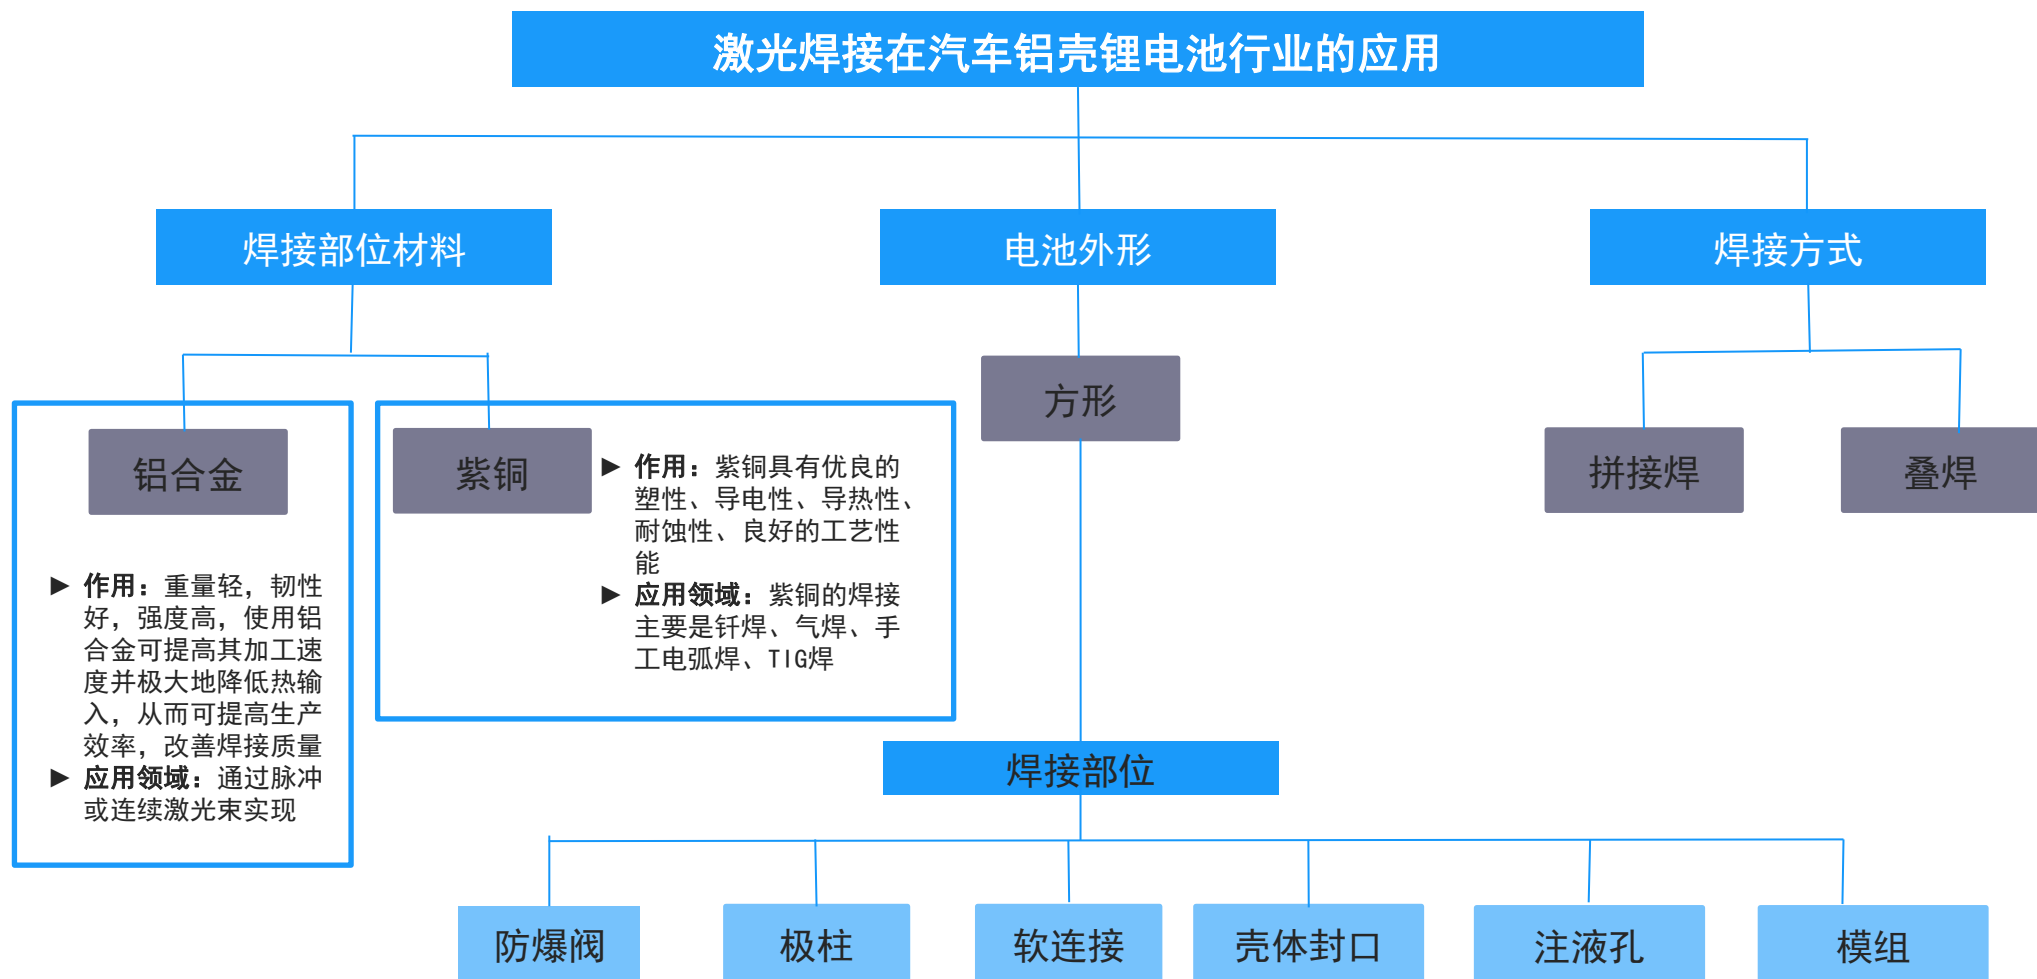 激光焊接在汽车铝壳锂电池行业的应用
焊接部位材料
电池外形
焊接方式
铝合金
紫铜
方形
拼接焊
叠焊
► 作用：重量轻，韧性
好，强度高，使用铝
合金可提高其加工速
度并极大地降低热输
入，从而可提高生产
效率，改善焊接质量
► 应用领域：通过脉冲
或连续激光束实现
► 作用：紫铜具有优良的
塑性、导电性、导热性、
耐蚀性、良好的工艺性
能
► 应用领域：紫铜的焊接
主要是钎焊、气焊、手
工电弧焊、TIG焊
焊接部位
防爆阀
极柱
软连接
壳体封口
注液孔
模组